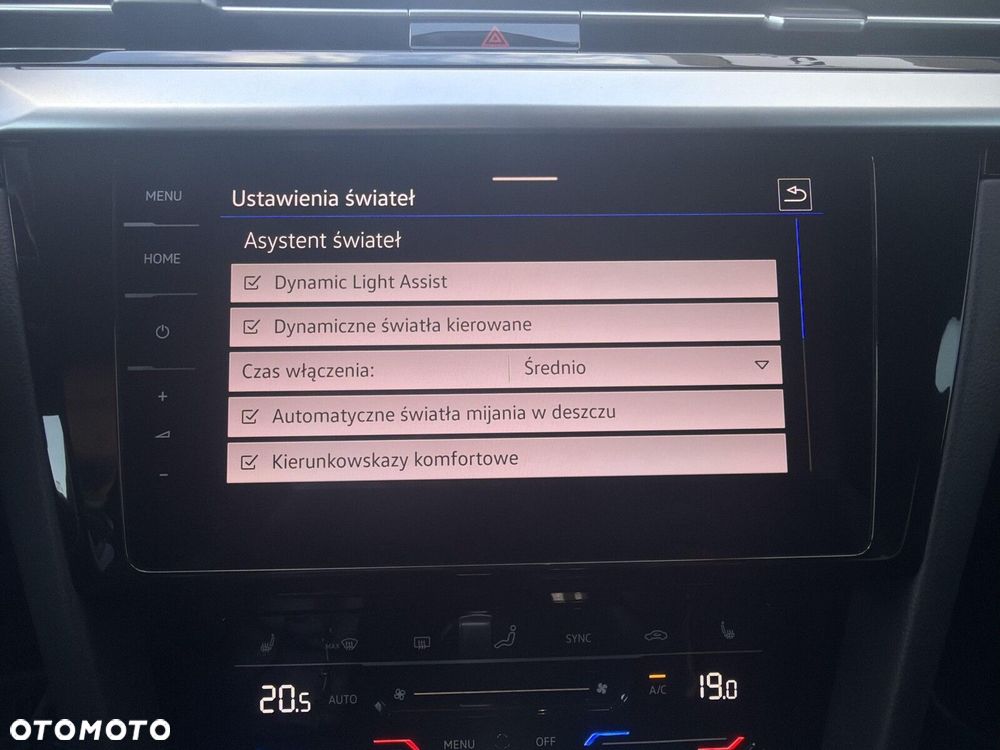 MENU
Ustawienia świateł
Asystent świateł
HOME
Dynamic Light Assist
Dynamiczne światła kierowane
Czas włączenia: Średnio
Automatyczne światła mijania w deszczu
Kierunkowskazy komfortowe
+
−
MAX
SYNC
20.5 AUTO A/C 19.0
MENU OFF
OTOMOTO